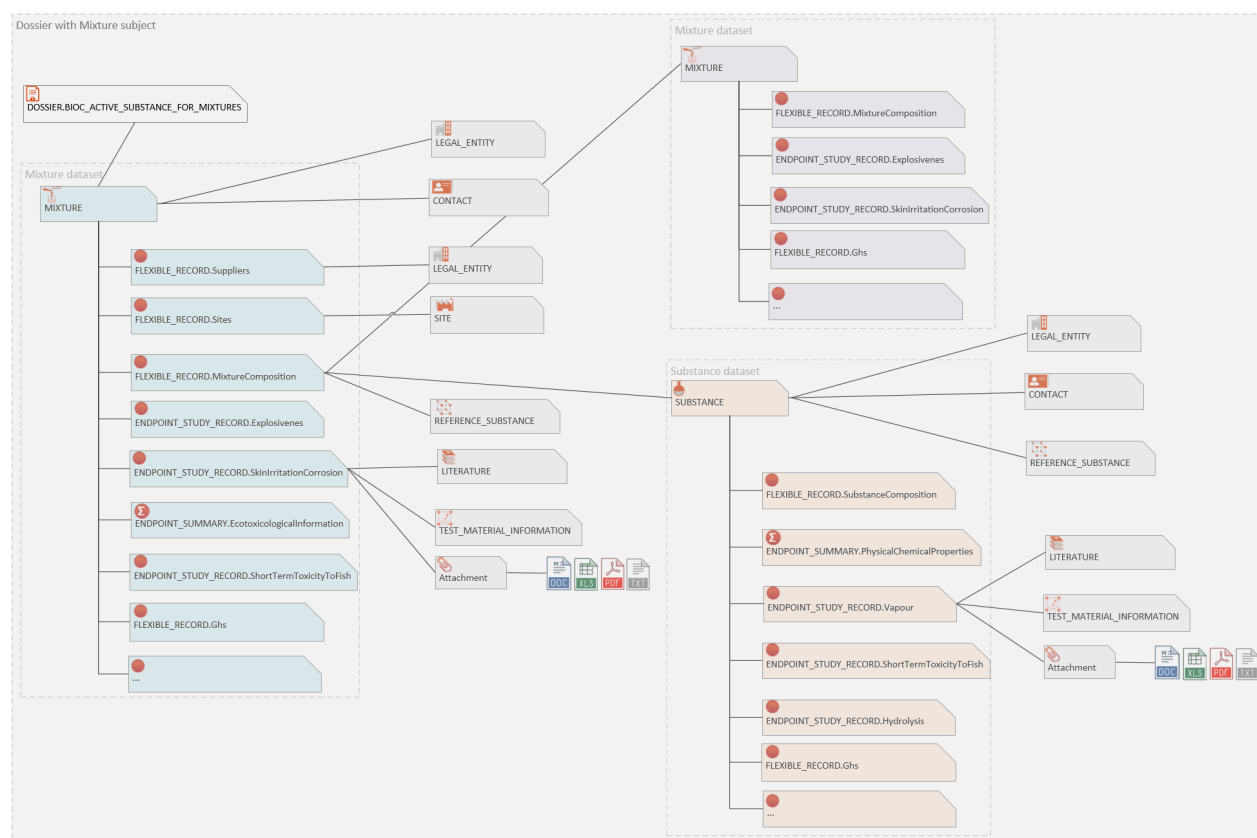 Dossier with Mixture subject
DOSSIER.BIOC_ACTIVE_SUBSTANCE_FOR_MIXTURES
Mixture dataset
MIXTURE
FLEXIBLE_RECORD.Suppliers
FLEXIBLE_RECORD.Sites
FLEXIBLE_RECORD.MixtureComposition
ENDPOINT_STUDY_RECORD.Explosivenes
ENDPOINT_STUDY_RECORD.SkinIrritationCorrosion
ENDPOINT_SUMMARY.EcotoxicologicalInformation
ENDPOINT_STUDY_RECORD.ShortTermToxicityToFish
FLEXIBLE_RECORD.Ghs
...
LEGAL_ENTITY
CONTACT
LEGAL_ENTITY
SITE
REFERENCE_SUBSTANCE
LITERATURE
TEST_MATERIAL_INFORMATION
Attachment
DOC
XLS
PDF
TXT
Mixture dataset
MIXTURE
FLEXIBLE_RECORD.MixtureComposition
ENDPOINT_STUDY_RECORD.Explosivenes
ENDPOINT_STUDY_RECORD.SkinIrritationCorrosion
FLEXIBLE_RECORD.Ghs
...
Substance dataset
SUBSTANCE
FLEXIBLE_RECORD.SubstanceComposition
ENDPOINT_SUMMARY.PhysicalChemicalProperties
ENDPOINT_STUDY_RECORD.Vapour
ENDPOINT_STUDY_RECORD.ShortTermToxicityToFish
ENDPOINT_STUDY_RECORD.Hydrolysis
FLEXIBLE_RECORD.Ghs
...
LEGAL_ENTITY
CONTACT
REFERENCE_SUBSTANCE
LITERATURE
TEST_MATERIAL_INFORMATION
Attachment
DOC
XLS
PDF
TXT